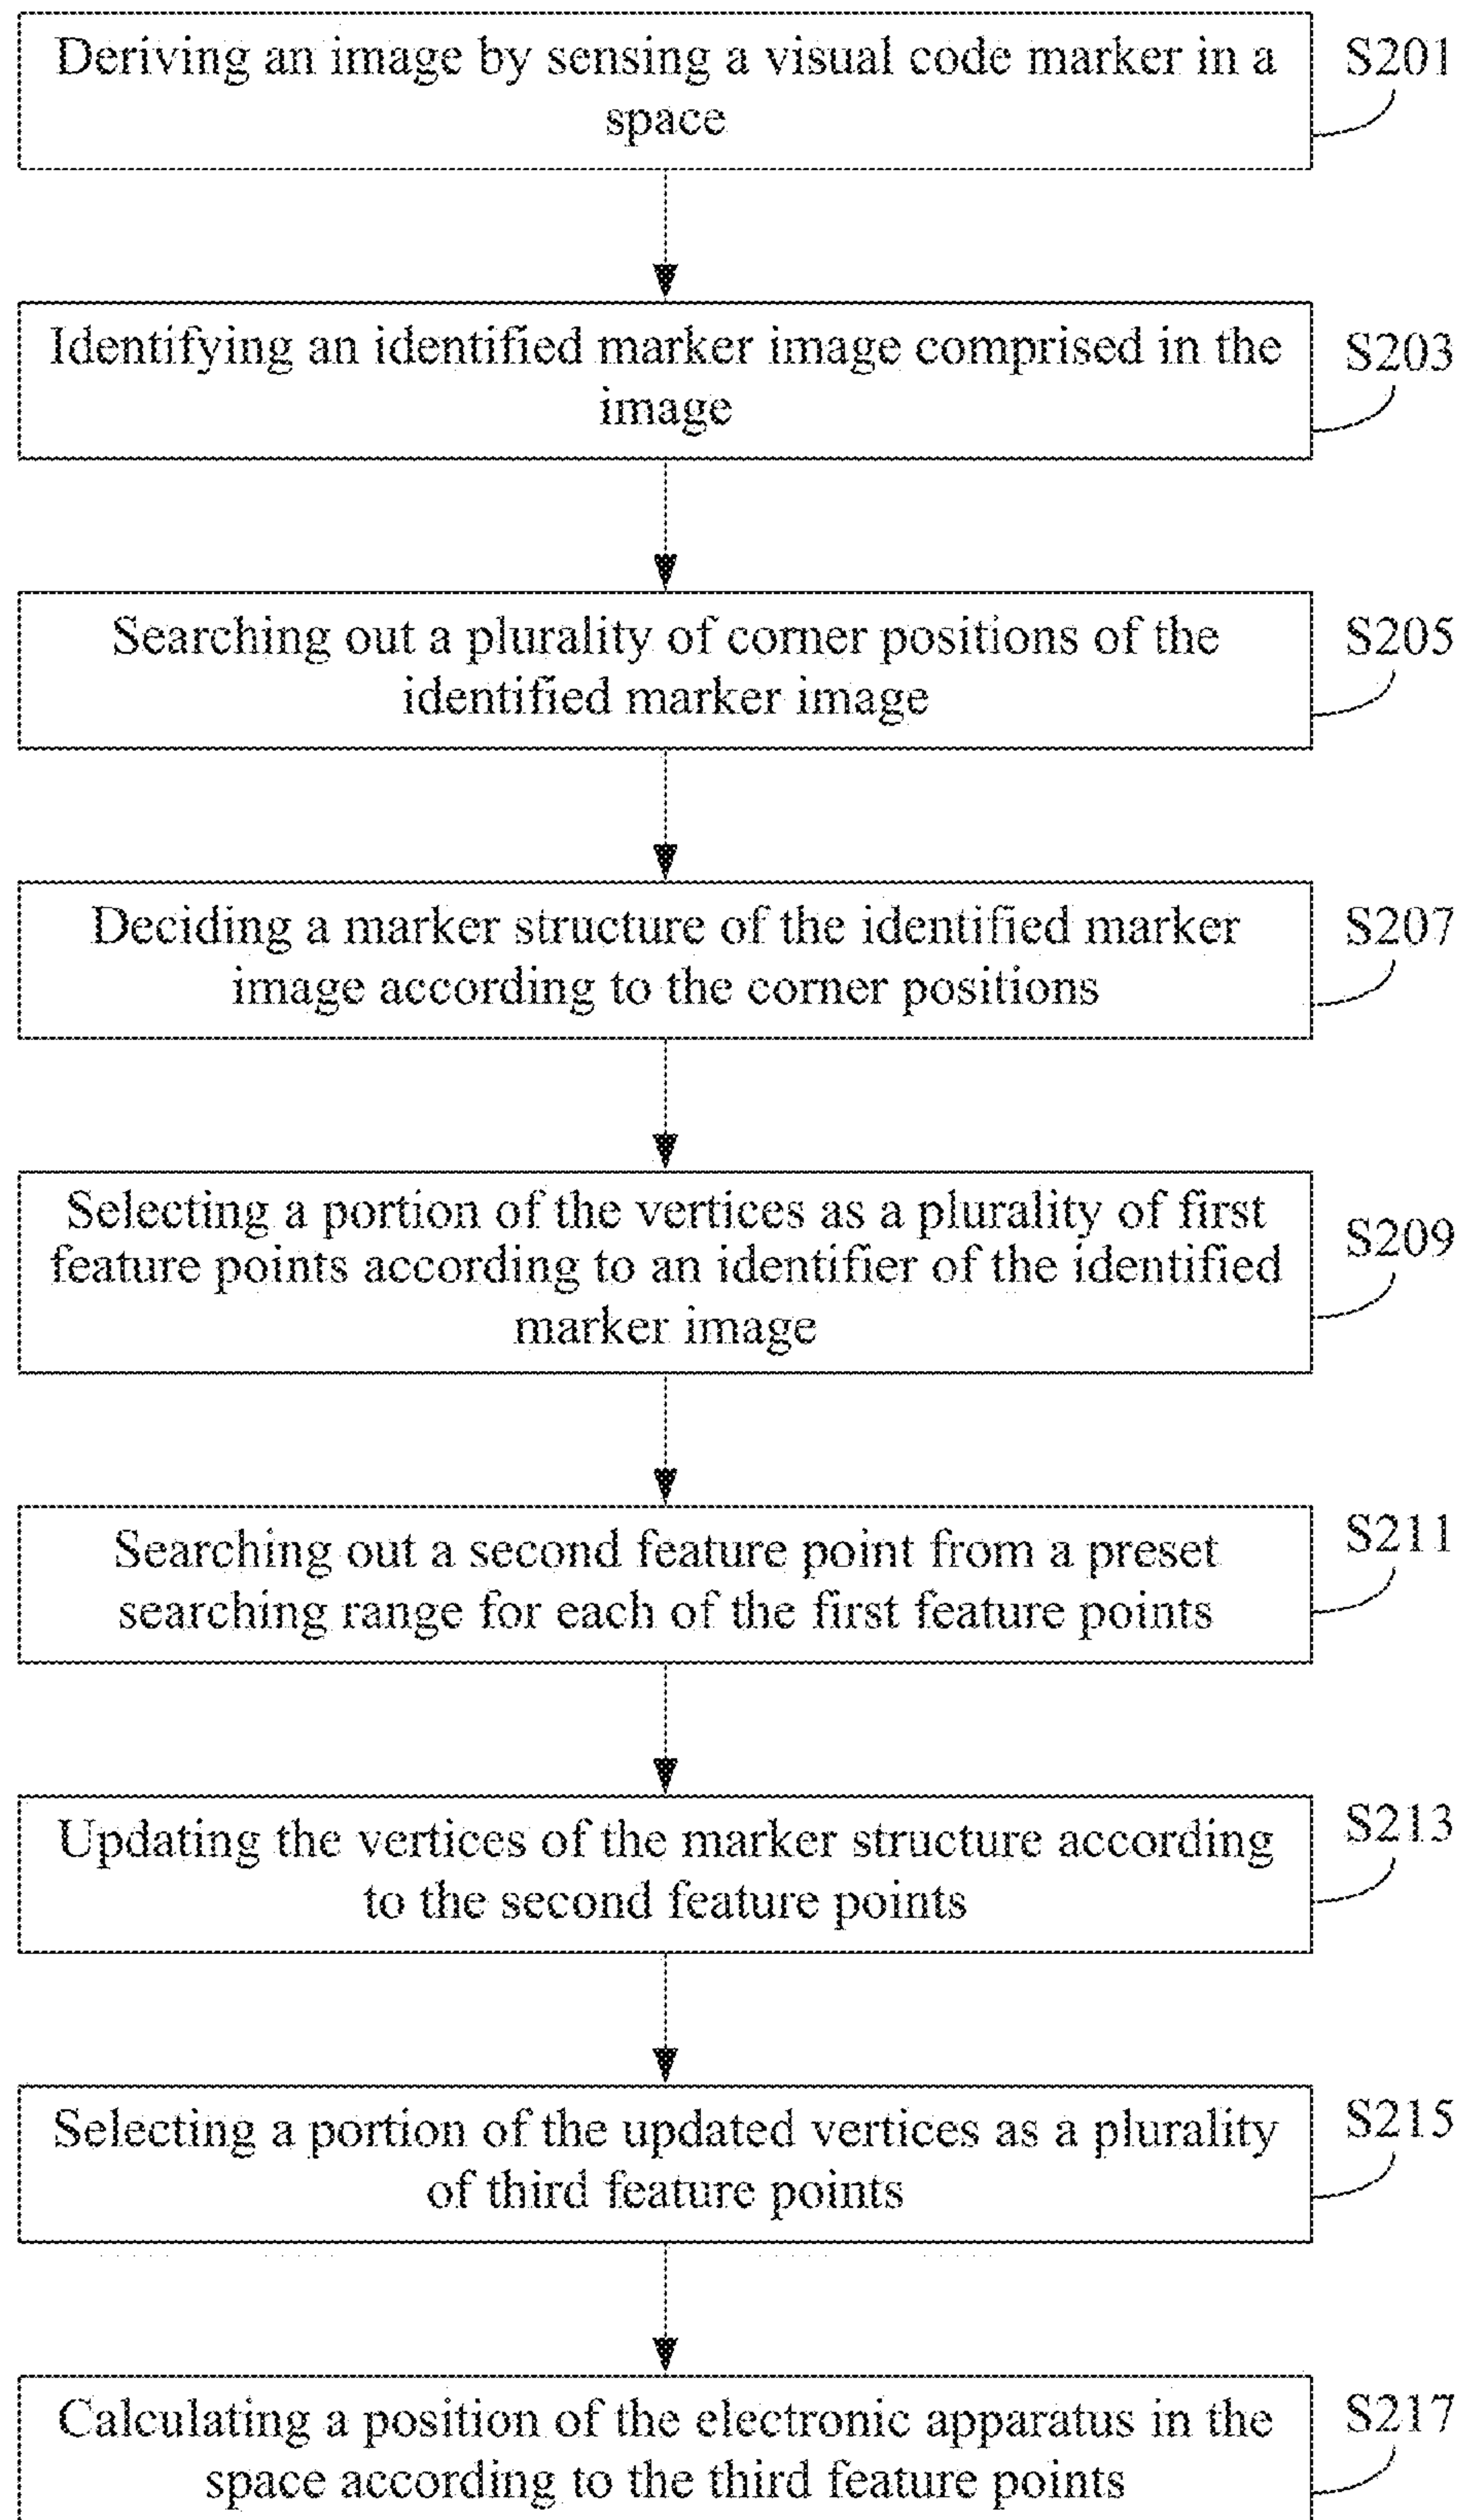 Deriving an image by sensing a visual code marker in a
space
S201
Identifying an identified marker image comprised in the
image
S203
Searching out a plurality of corner positions of the
identified marker image
S205
Deciding a marker structure of the identified marker
image according to the corner positions
S207
Selecting a portion of the vertices as a plurality of first
feature points according to an identifier of the identified
marker image
S209
Searching out a second feature point from a preset
searching range for each of the first feature points
S211
Updating the vertices of the marker structure according
to the second feature points
S213
Selecting a portion of the updated vertices as a plurality
of third feature points
S215
Calculating a position of the electronic apparatus in the
space according to the third feature points
S217